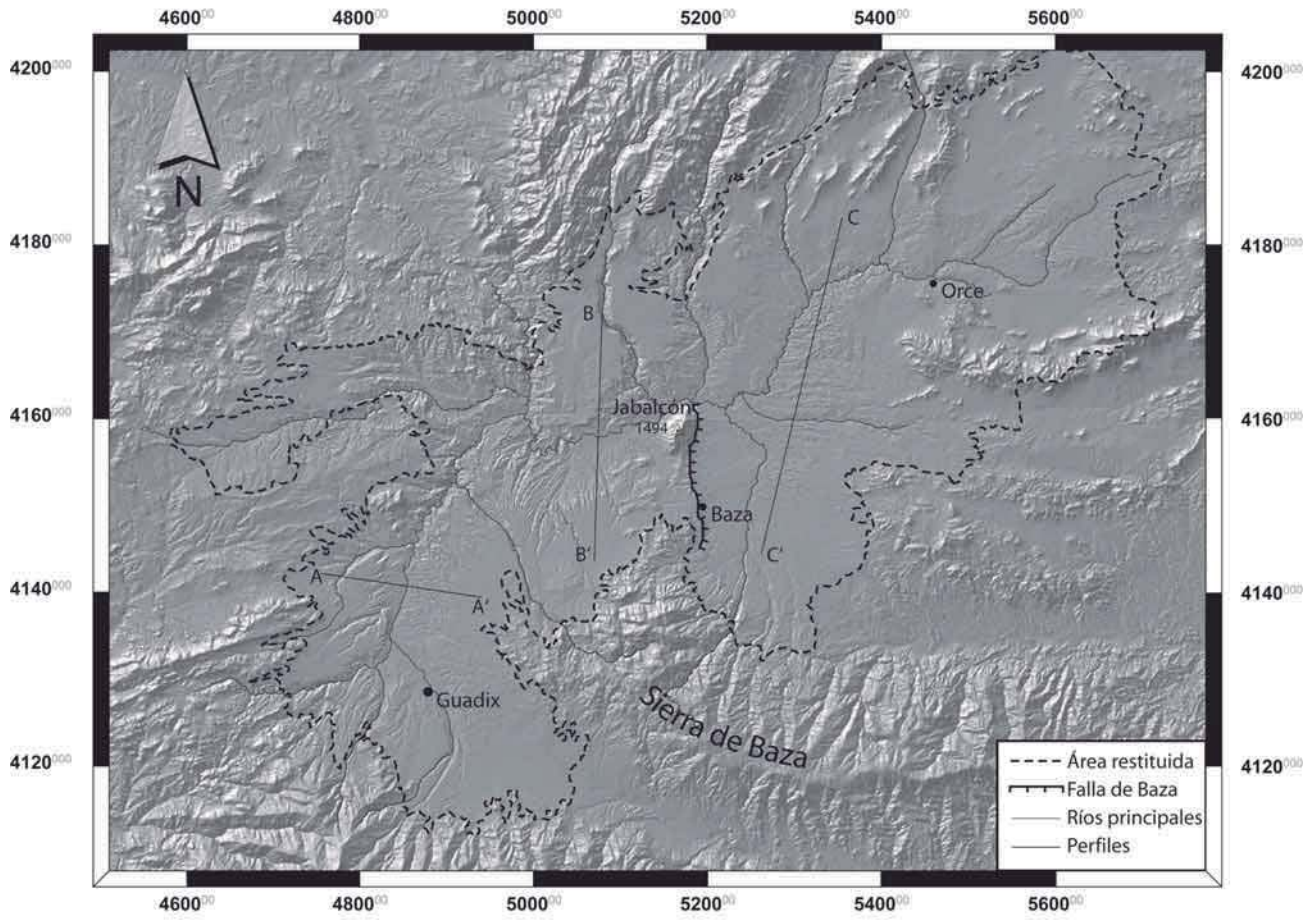 460000 480000 500000 520000 540000 560000
4200000 4200000
N
4180000 4180000
C
Orce
B
4160000 4160000
Jabalcón
1494
Baza
B' C'
4140000 4140000
A A'
Guadix
Sierra de Baza
4120000 4120000
Área restituida
Falla de Baza
Ríos principales
Perfiles
460000 480000 500000 520000 540000 560000